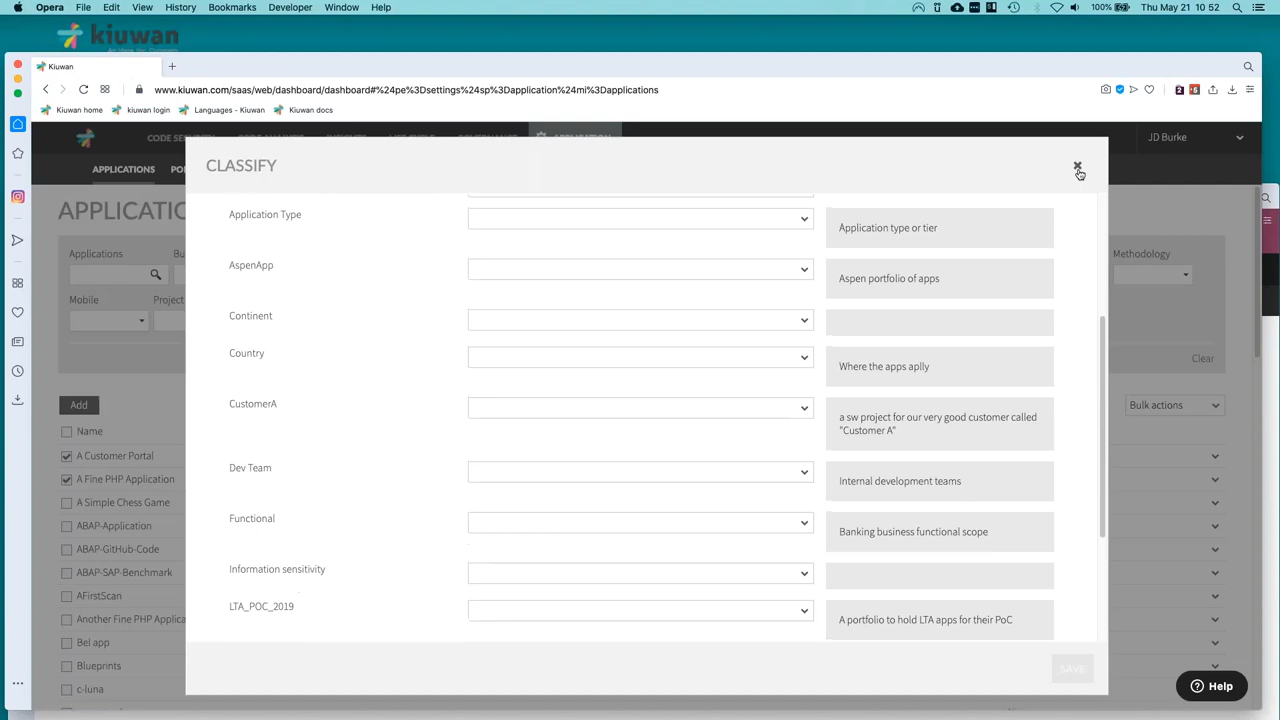 Opera File Edit View History Bookmarks Developer Window Help 100% Thu May 21 10 52
kiuwan
Kiuwan
www.kiuwan.com/saas/web/dashboard/dashboard#%24pe%3Dsettings%24sp%3Dapplication%24mi%3Dapplications
Kiuwan home kiuwan login Languages - Kiuwan Kiuwan docs
JD Burke
APPLICATIONS
CLASSIFY
APPLICATIO
Application Type
Application type or tier
Applications
Methodology
AspenApp
Aspen portfolio of apps
Mobile Project
Continent
Country
Where the apps aplly
Clear
CustomerA
a sw project for our very good customer called
"Customer A"
Add
Bulk actions
Name
A Customer Portal
Dev Team
Internal development teams
A Fine PHP Application
A Simple Chess Game
Functional
Banking business functional scope
ABAP-Application
ABAP-GitHub-Code
Information sensitivity
ABAP-SAP-Benchmark
AFirstScan
LTA_POC_2019
A portfolio to hold LTA apps for their PoC
Another Fine PHP Applica
Bel app
Blueprints
SAVE
c-luna
Help